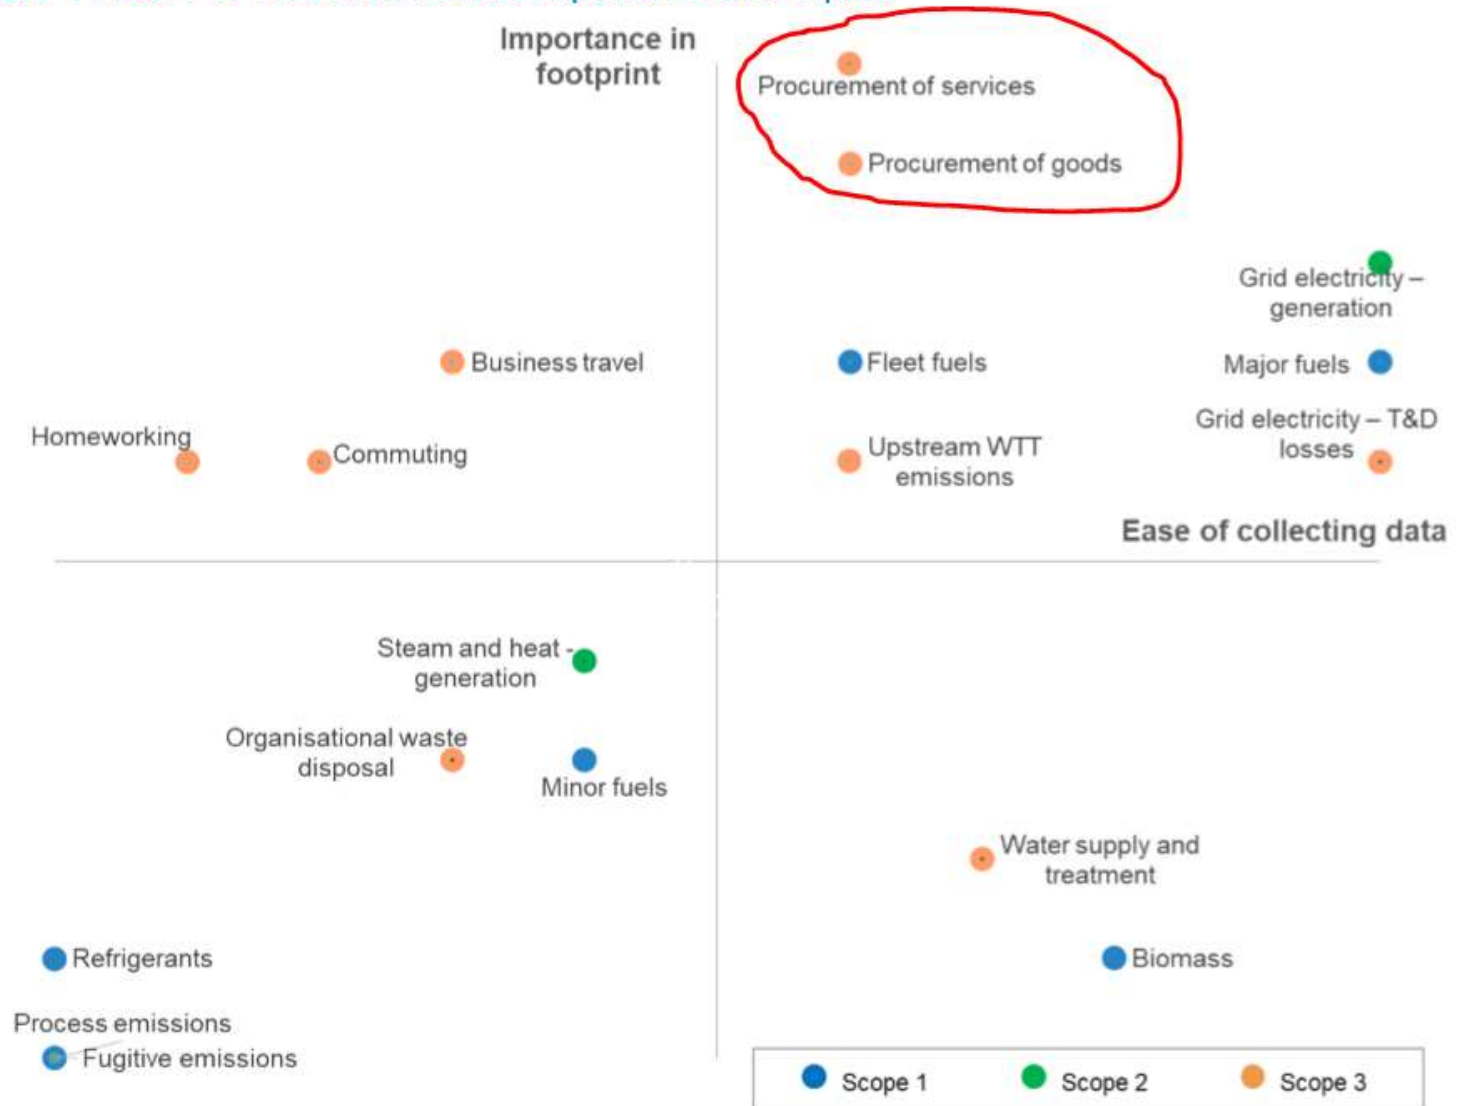 Importance in
footprint
Procurement of services
Procurement of goods
Grid electricity –
generation
Business travel
Fleet fuels
Major fuels
Homeworking
Commuting
Upstream WTT
emissions
Grid electricity – T&D
losses
Ease of collecting data
Steam and heat -
generation
Organisational waste
disposal
Minor fuels
Water supply and
treatment
Refrigerants
Biomass
Process emissions
Fugitive emissions
Scope 1
Scope 2
Scope 3